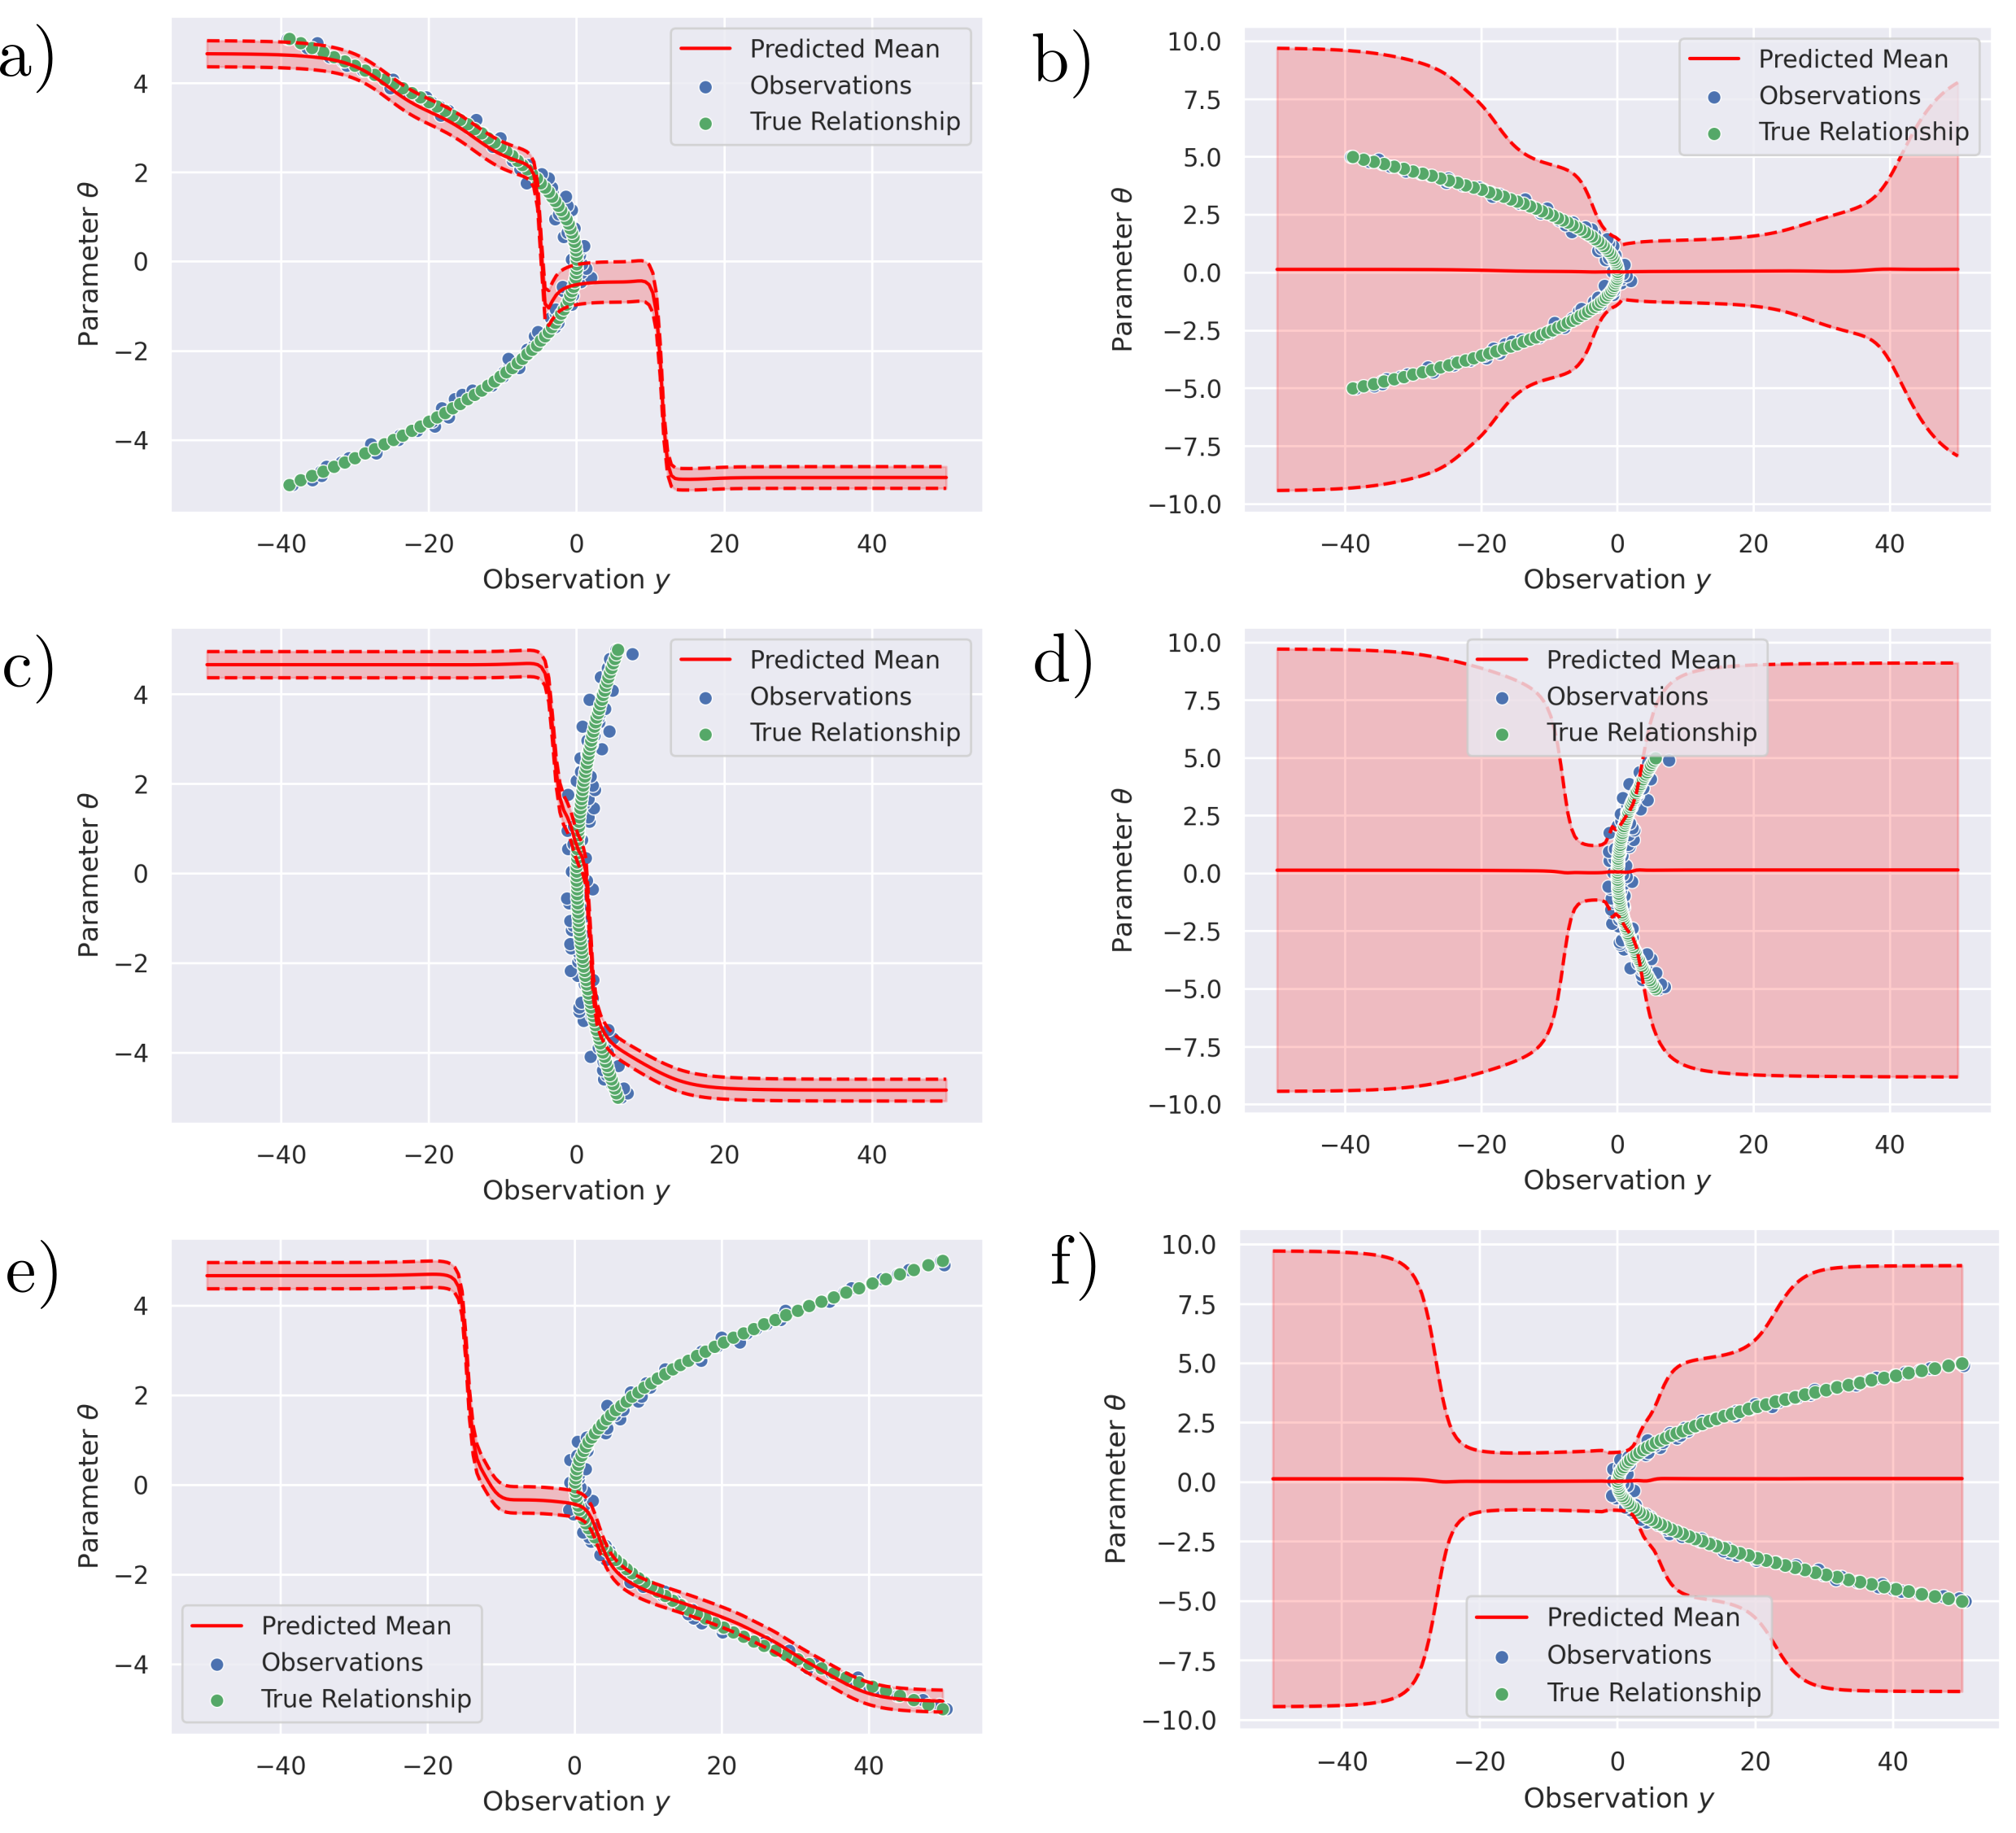 a)
Predicted Mean
Observations
True Relationship
4
2
0
−2
−4
Parameter θ
−40 −20 0 20 40
Observation y
b)
Predicted Mean
Observations
True Relationship
10.0
7.5
5.0
2.5
0.0
−2.5
−5.0
−7.5
−10.0
Parameter θ
−40 −20 0 20 40
Observation y
c)
Predicted Mean
Observations
True Relationship
4
2
0
−2
−4
Parameter θ
−40 −20 0 20 40
Observation y
d)
Predicted Mean
Observations
True Relationship
10.0
7.5
5.0
2.5
0.0
−2.5
−5.0
−7.5
−10.0
Parameter θ
−40 −20 0 20 40
Observation y
e)
4
2
0
−2
−4
Parameter θ
Predicted Mean
Observations
True Relationship
−40 −20 0 20 40
Observation y
f)
10.0
7.5
5.0
2.5
0.0
−2.5
−5.0
−7.5
−10.0
Parameter θ
Predicted Mean
Observations
True Relationship
−40 −20 0 20 40
Observation y